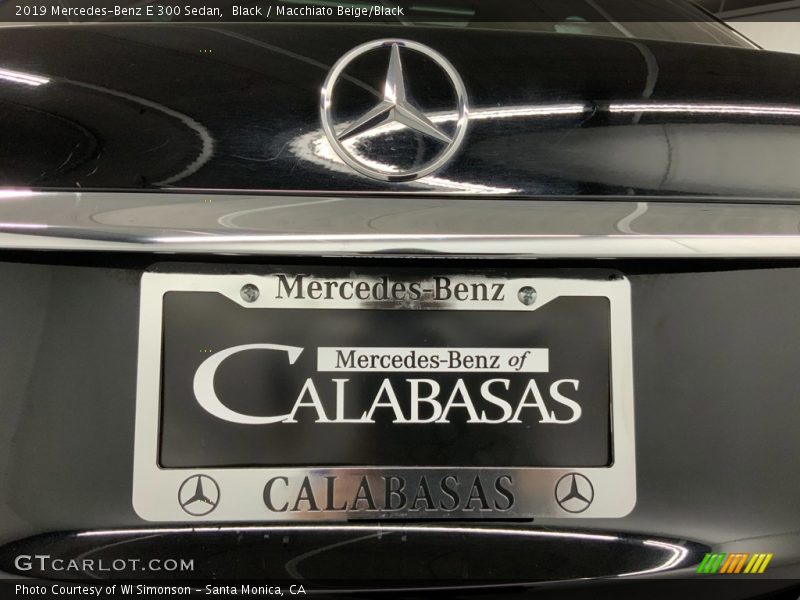 2019 Mercedes-Benz E 300 Sedan,  Black / Macchiato Beige/Black
Mercedes-Benz
Mercedes-Benz of
CALABASAS
CALABASAS
GTCARLOT.COM
Photo Courtesy of WI Simonson - Santa Monica, CA